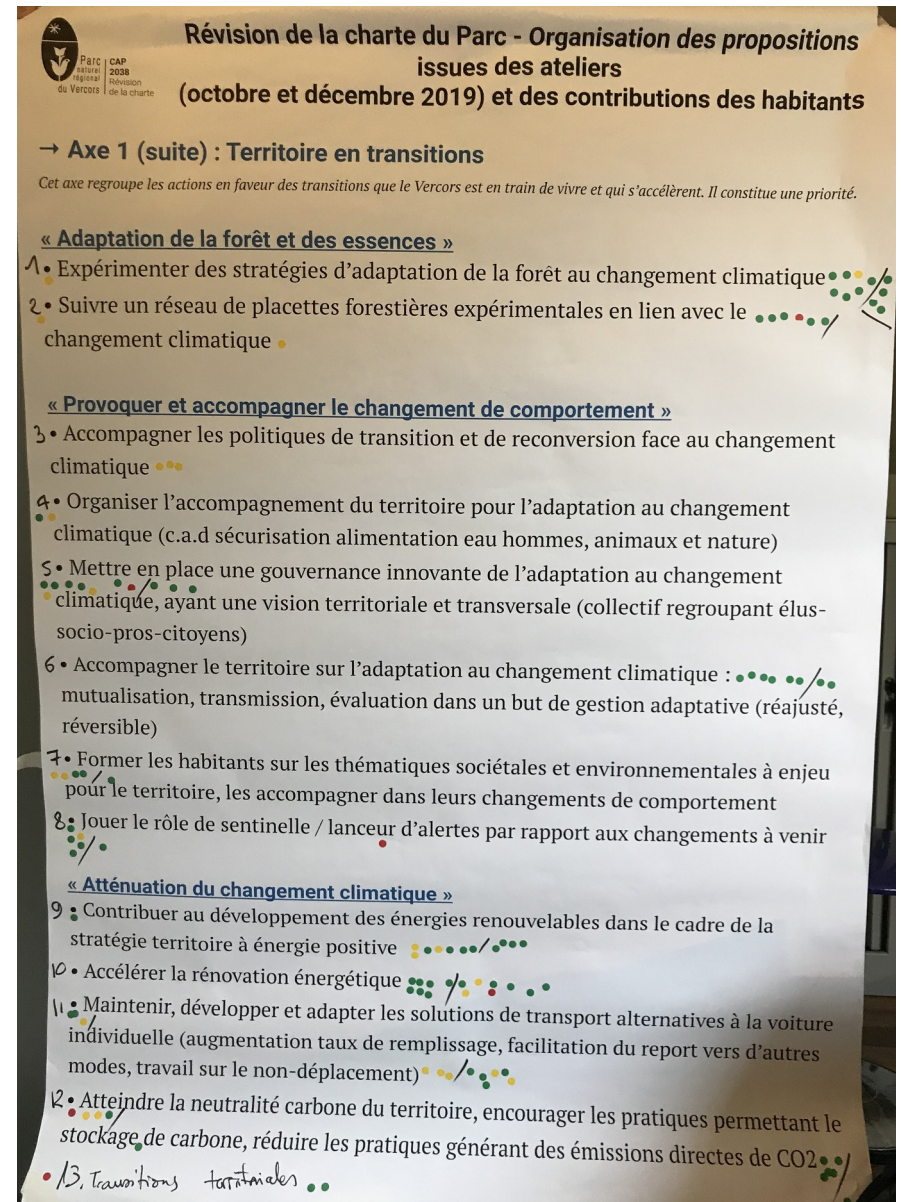 Parc
naturel
régional
du Vercors
CAP
2038
Révision
de la charte
Révision de la charte du Parc - Organisation des propositions
issues des ateliers
(octobre et décembre 2019) et des contributions des habitants
→ Axe 1 (suite) : Territoire en transitions
Cet axe regroupe les actions en faveur des transitions que le Vercors est en train de vivre et qui s'accélèrent. Il constitue une priorité.
« Adaptation de la forêt et des essences »
1 • Expérimenter des stratégies d'adaptation de la forêt au changement climatique
2 • Suivre un réseau de placettes forestières expérimentales en lien avec le
changement climatique
« Provoquer et accompagner le changement de comportement »
3 • Accompagner les politiques de transition et de reconversion face au changement
climatique
4 • Organiser l'accompagnement du territoire pour l'adaptation au changement
climatique (c.a.d sécurisation alimentation eau hommes, animaux et nature)
5 • Mettre en place une gouvernance innovante de l'adaptation au changement
climatique, ayant une vision territoriale et transversale (collectif regroupant élus-
socio-pros-citoyens)
6 • Accompagner le territoire sur l'adaptation au changement climatique :
mutualisation, transmission, évaluation dans un but de gestion adaptative (réajusté,
réversible)
7 • Former les habitants sur les thématiques sociétales et environnementales à enjeu
pour le territoire, les accompagner dans leurs changements de comportement
8 • Jouer le rôle de sentinelle / lanceur d'alertes par rapport aux changements à venir
« Atténuation du changement climatique »
9 • Contribuer au développement des énergies renouvelables dans le cadre de la
stratégie territoire à énergie positive
10 • Accélérer la rénovation énergétique
11 • Maintenir, développer et adapter les solutions de transport alternatives à la voiture
individuelle (augmentation taux de remplissage, facilitation du report vers d'autres
modes, travail sur le non-déplacement)
12 • Atteindre la neutralité carbone du territoire, encourager les pratiques permettant le
stockage de carbone, réduire les pratiques générant des émissions directes de CO2
13, Transitions territoriales